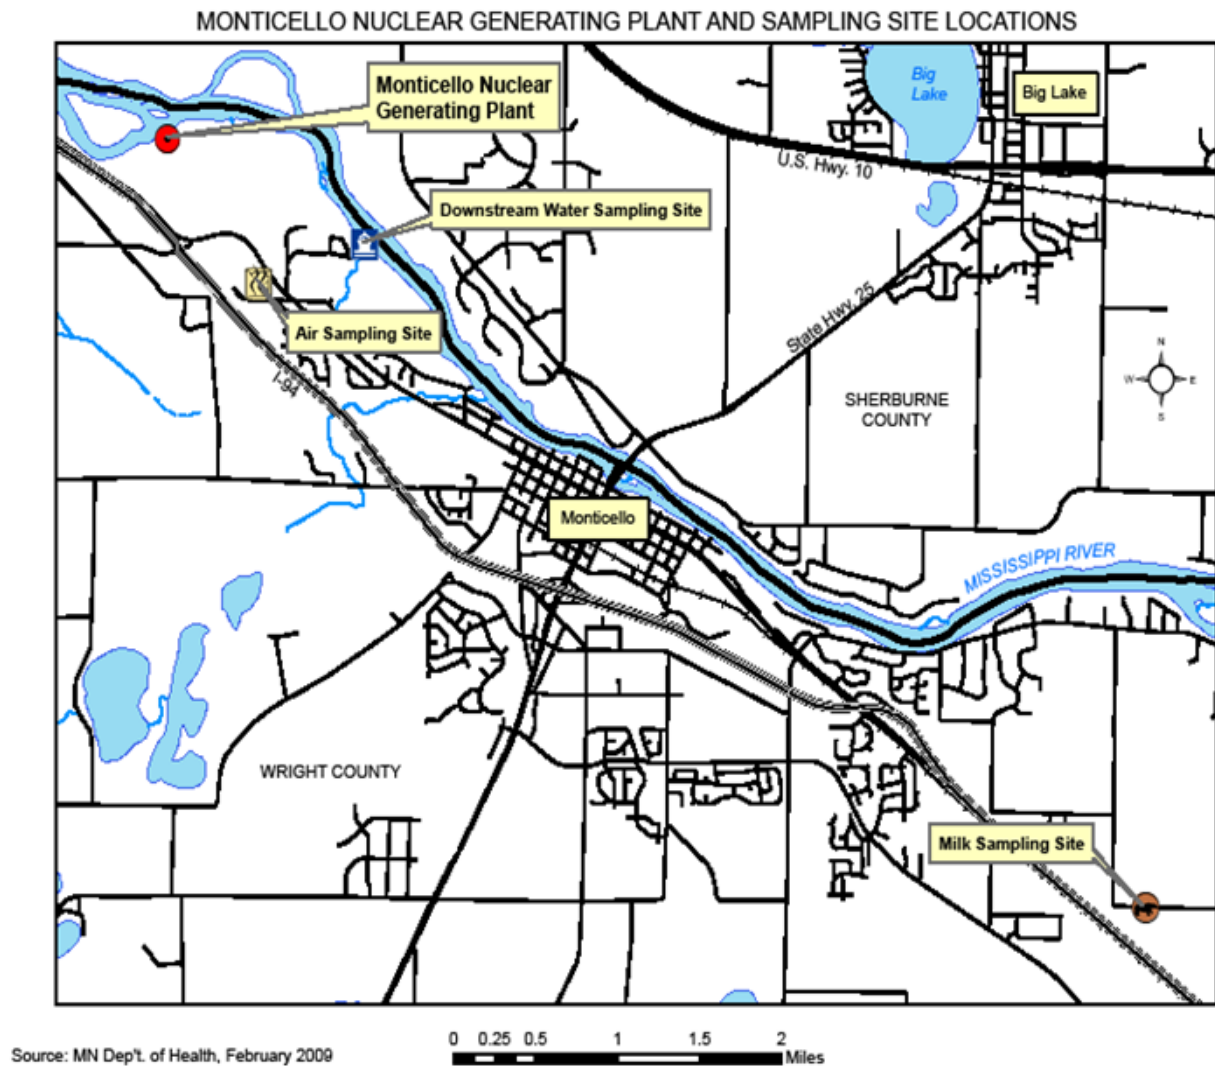 MONTICELLO NUCLEAR GENERATING PLANT AND SAMPLING SITE LOCATIONS
Monticello Nuclear
Generating Plant
Big
Lake
Big Lake
U.S. Hwy. 10
Downstream Water Sampling Site
State Hwy. 25
Air Sampling Site
I-94
N
W
E
S
SHERBURNE
COUNTY
Monticello
MISSISSIPPI RIVER
WRIGHT COUNTY
Milk Sampling Site
0 0.25 0.5 1 1.5 2
Miles
Source: MN Dep't. of Health, February 2009